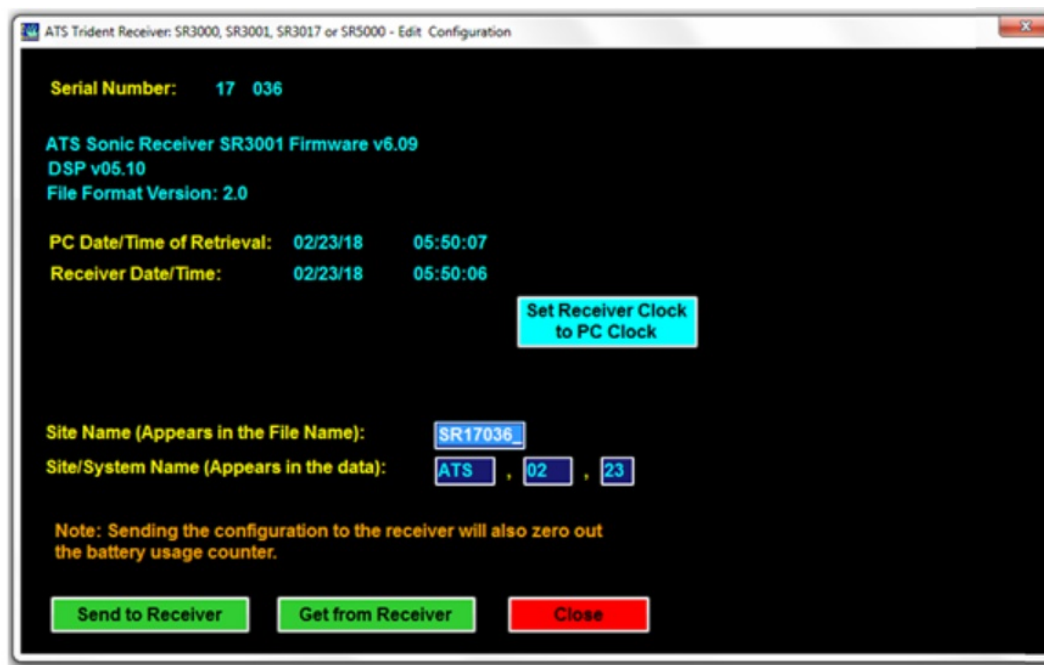 ATS Trident Receiver: SR3000, SR3001, SR3017 or SR5000 - Edit Configuration
x
Serial Number: 17 036
ATS Sonic Receiver SR3001 Firmware v6.09
DSP v05.10
File Format Version: 2.0
PC Date/Time of Retrieval: 02/23/18 05:50:07
Receiver Date/Time: 02/23/18 05:50:06
Set Receiver Clock
to PC Clock
Site Name (Appears in the File Name): SR17036_
Site/System Name (Appears in the data): ATS , 02 , 23
Note: Sending the configuration to the receiver will also zero out
the battery usage counter.
Send to Receiver Get from Receiver Close